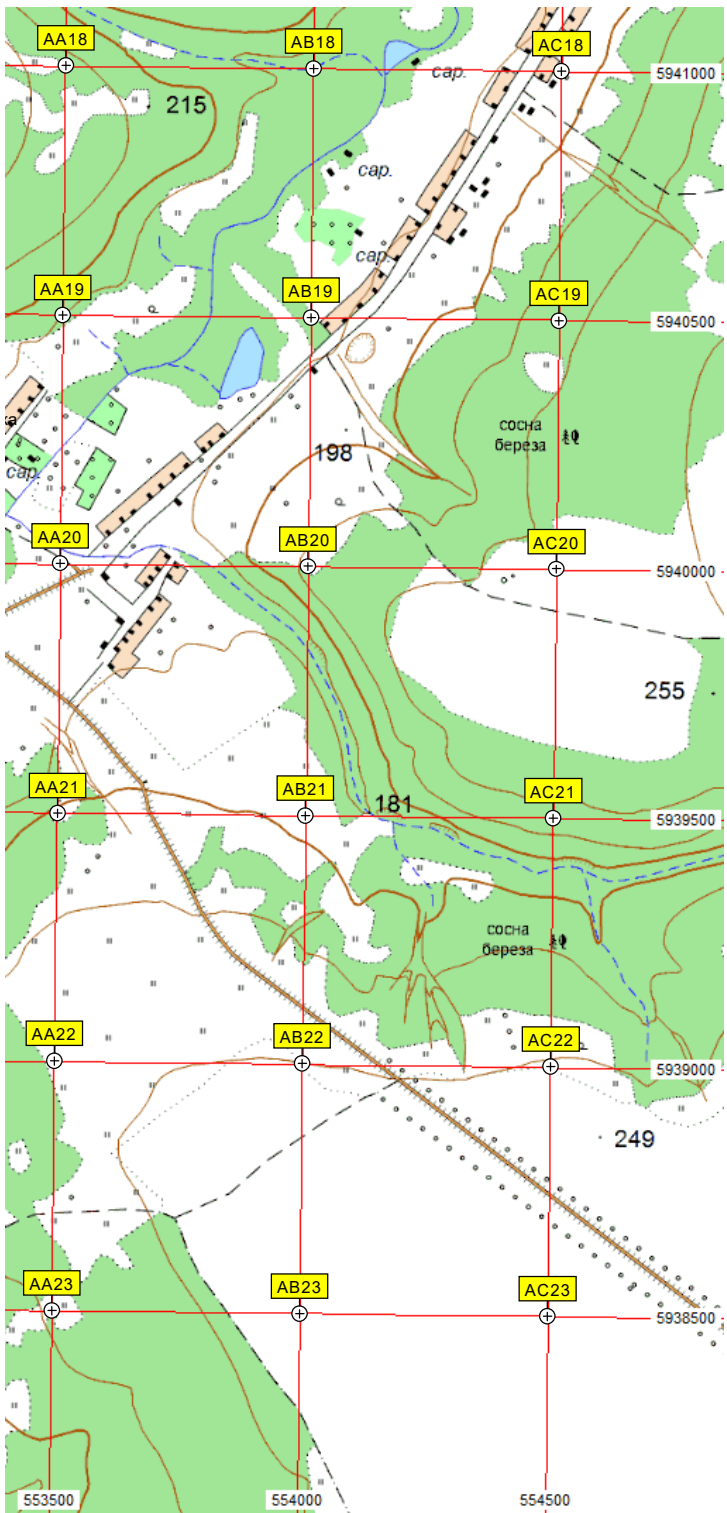 AA18
AB18
AC18
сар.
5941000
215
сар.
сар.
AA19
AB19
AC19
5940500
ка
сосна
береза
198
сар.
AA20
AB20
AC20
5940000
255
AA21
AB21
181
AC21
5939500
сосна
береза
AA22
AB22
AC22
5939000
249
AA23
AB23
AC23
5938500
553500
554000
554500